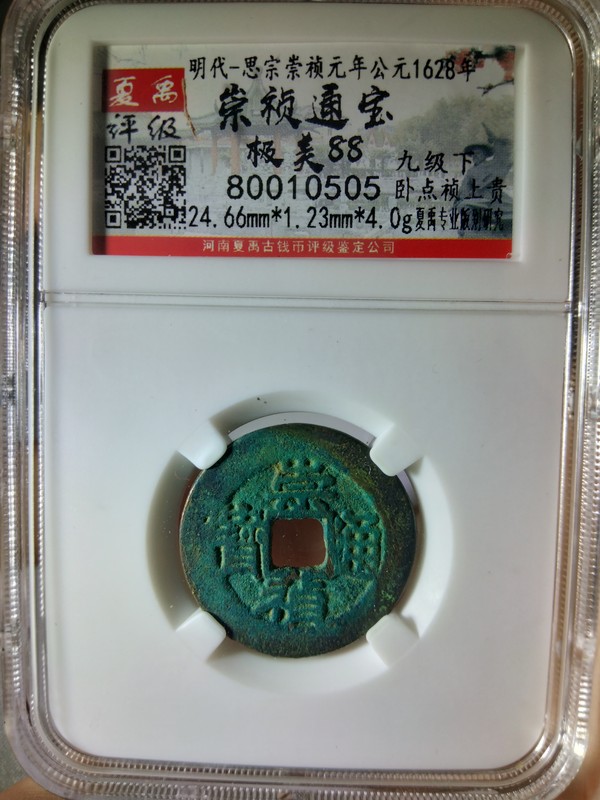 明代-思宗崇祯元年公元1628年
夏禹
评级
崇祯通宝
极美88
九级下
80010505
卧点祯上贵
24.66mm*1.23mm*4.0g
夏禹专业版别研究
河南夏禹古钱币评级鉴定公司
崇禎通寶